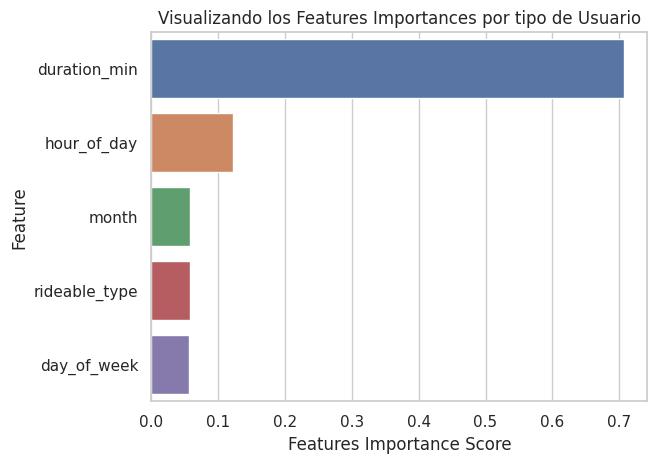 Visualizando los Features Importances por tipo de Usuario
duration_min
hour_of_day
month
rideable_type
day_of_week
Feature
0.0 0.1 0.2 0.3 0.4 0.5 0.6 0.7
Features Importance Score